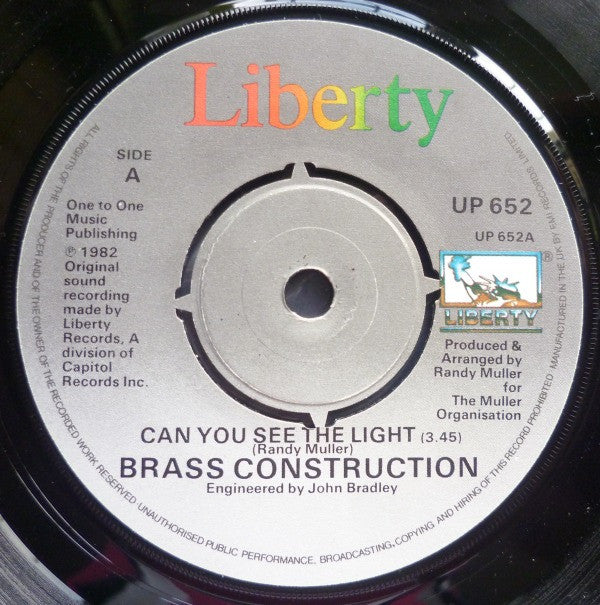 Liberty
SIDE
A
One to One
Music
Publishing
℗ 1982
Original
sound
recording
made by
Liberty
Records, A
division of
Capitol
Records Inc.
UP 652
UP 652A
®
LIBERTY
Produced &
Arranged by
Randy Muller
for
The Muller
Organisation
CAN YOU SEE THE LIGHT (3.45)
(Randy Muller)
BRASS CONSTRUCTION
Engineered by John Bradley
ALL RIGHTS OF THE PRODUCER AND OF THE OWNER OF THE RECORDED WORK RESERVED UNAUTHORISED PUBLIC PERFORMANCE, BROADCASTING, COPYING AND HIRING OF THIS RECORD PROHIBITED MANUFACTURED IN THE UK BY EMI RECORDS LIMITED